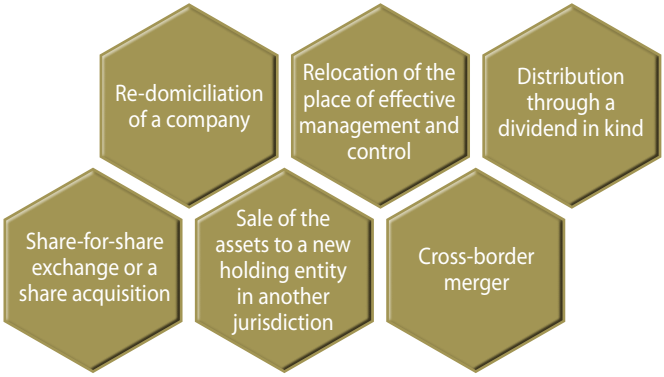 Re-domiciliation
of a company
Relocation of the
place of effective
management and
control
Distribution
through a
dividend in kind
Share-for-share
exchange or a
share acquisition
Sale of the
assets to a new
holding entity
in another
jurisdiction
Cross-border
merger